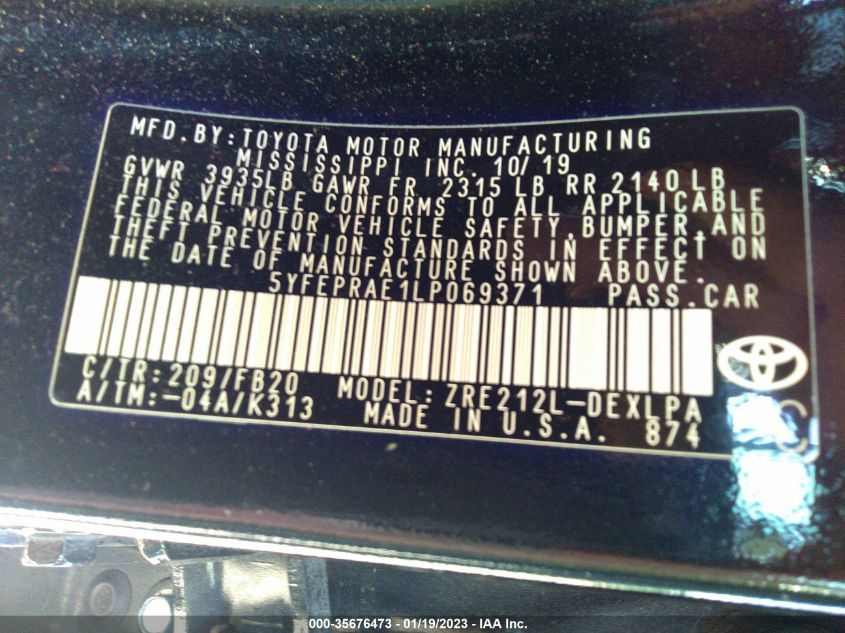 MFD.BY:TOYOTA MOTOR MANUFACTURING
MISSISSIPPI INC. 10/19
GVWR 3935LB GAWR FR 2315 LB RR 2140 LB
THIS VEHICLE CONFORMS TO ALL APPLICABLE
FEDERAL MOTOR VEHICLE SAFETY,BUMPER,AND
THEFT PREVENTION STANDARDS IN EFFECT ON
THE DATE OF MANUFACTURE SHOWN ABOVE.
5YFEPRAE1LP069371 PASS.CAR
C/TR:209/FB20 MODEL:ZRE212L-DEXLPA
A/TM:-04A/K313 MADE IN U.S.A. 874
C
000-35676473 — 01/19/2023 — IAA Inc.